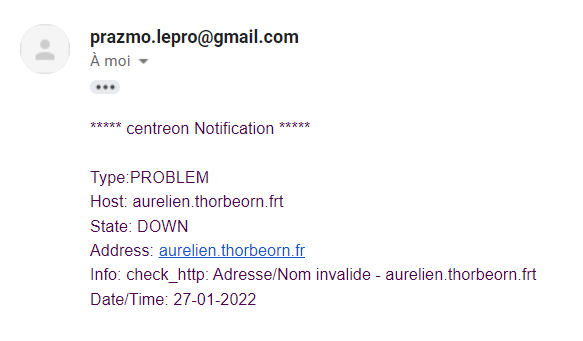 prazmo.lepro@gmail.com
À moi
***** centreon Notification *****
Type:PROBLEM
Host: aurelien.thorbeorn.frt
State: DOWN
Address: aurelien.thorbeorn.fr
Info: check_http: Adresse/Nom invalide - aurelien.thorbeorn.frt
Date/Time: 27-01-2022